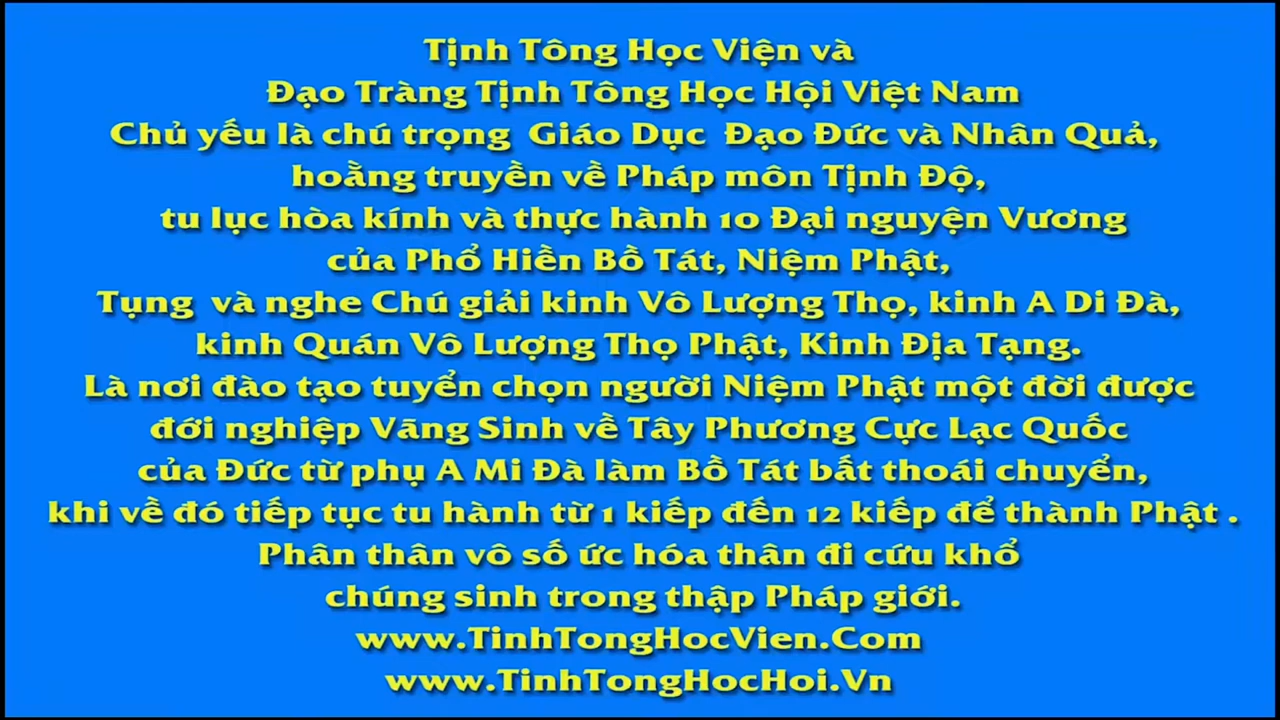 Tịnh Tông Học Viện và
Đạo Tràng Tịnh Tông Học Hội Việt Nam
Chủ yếu là chú trọng Giáo Dục Đạo Đức và Nhân Quả,
hoằng truyền về Pháp môn Tịnh Độ,
tu lục hòa kính và thực hành 10 Đại nguyện Vương
của Phổ Hiền Bồ Tát, Niệm Phật,
Tụng và nghe Chú giải kinh Vô Lượng Thọ, kinh A Di Đà,
kinh Quán Vô Lượng Thọ Phật, Kinh Địa Tạng.
Là nơi đào tạo tuyển chọn người Niệm Phật một đời được
đới nghiệp Vãng Sinh về Tây Phương Cực Lạc Quốc
của Đức từ phụ A Mi Đà làm Bồ Tát bất thoái chuyển,
khi về đó tiếp tục tu hành từ 1 kiếp đến 12 kiếp để thành Phật .
Phân thân vô số ức hóa thân đi cứu khổ
chúng sinh trong thập Pháp giới.
www.TinhTongHocVien.Com
www.TinhTongHocHoi.Vn